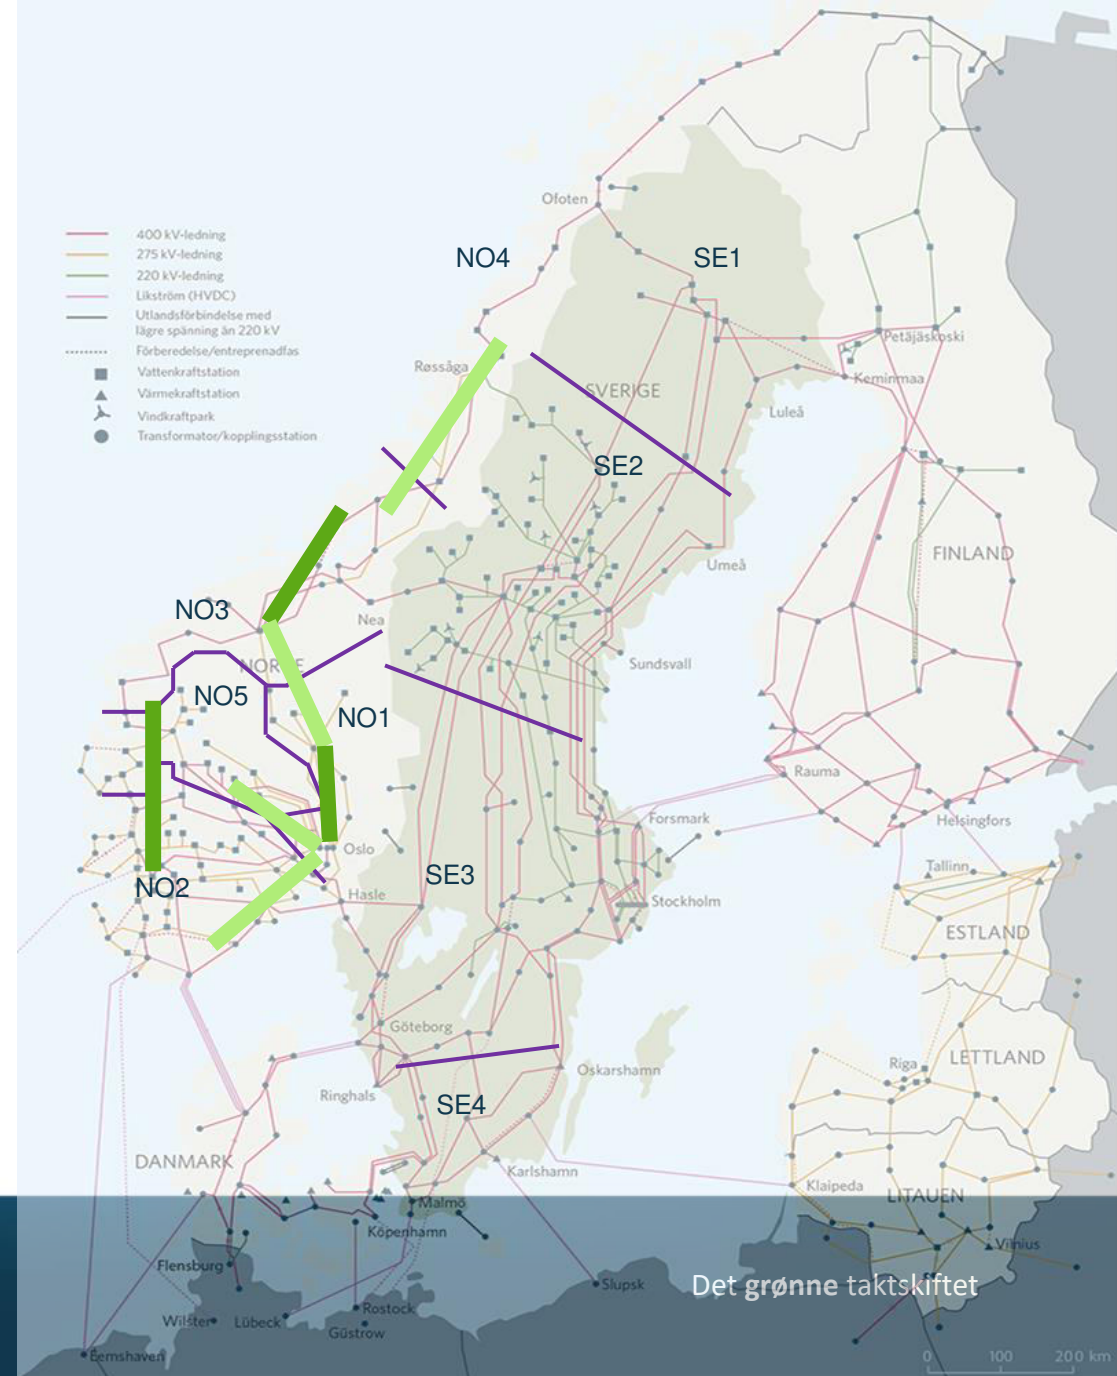 Ofoten
400 kV-ledning
275 kV-ledning
220 kV-ledning
Likström (HVDC)
Utlandsförbindelse med
lägre spänning än 220 kV
Förberedelse/entreprenadfas
Vattenkraftstation
Värmekraftstation
Vindkraftpark
Transformator/kopplingsstation
NO4
SE1
Røssåga
Petäjäskoski
Keminmaa
SVERIGE
Luleå
SE2
FINLAND
Umeå
NO3
Nea
NORGE
Sundsvall
NO5
NO1
Rauma
Forsmark
Helsingfors
Oslo
Tallinn
SE3
NO2
Hasle
Stockholm
ESTLAND
Göteborg
LETTLAND
Riga
Oskarshamn
Ringhals
SE4
DANMARK
Karlshamn
Klaipeda
LITAUEN
Malmö
Köpenhamn
Vilnius
Flensburg
Slupsk
Det grønne taktskiftet
Rostock
Wilster
Lübeck
Güstrow
Eemshaven
0 100 200 km